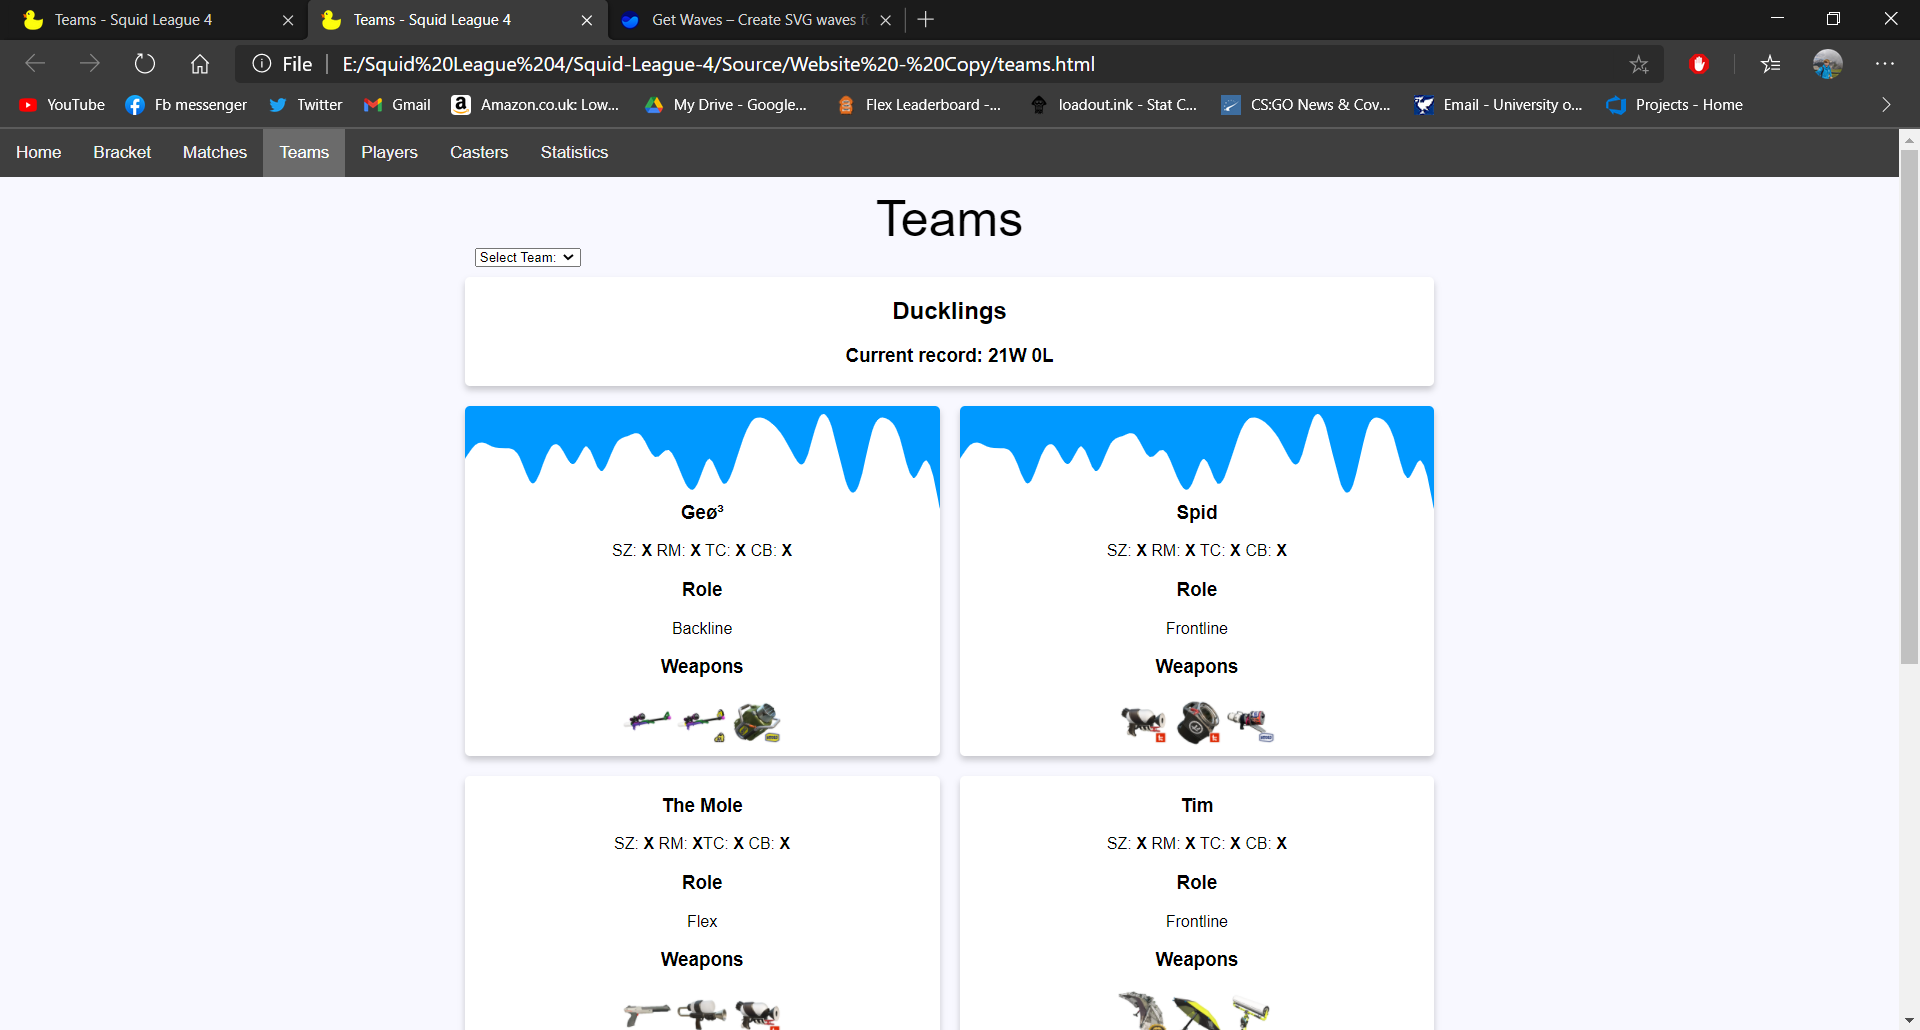 Teams - Squid League 4
Teams - Squid League 4
Get Waves – Create SVG waves f
File
E:/Squid%20League%204/Squid-League-4/Source/Website%20-%20Copy/teams.html
YouTube Fb messenger Twitter Gmail Amazon.co.uk: Low... My Drive - Google... Flex Leaderboard -... loadout.ink - Stat C... CS:GO News & Cov... Email - University o... Projects - Home
Home Bracket Matches Teams Players Casters Statistics
Teams
Select Team:
Ducklings
Current record: 21W 0L
Geø³
SZ: X RM: X TC: X CB: X
Role
Backline
Weapons
Spid
SZ: X RM: X TC: X CB: X
Role
Frontline
Weapons
The Mole
SZ: X RM: XTC: X CB: X
Role
Flex
Weapons
Tim
SZ: X RM: X TC: X CB: X
Role
Frontline
Weapons